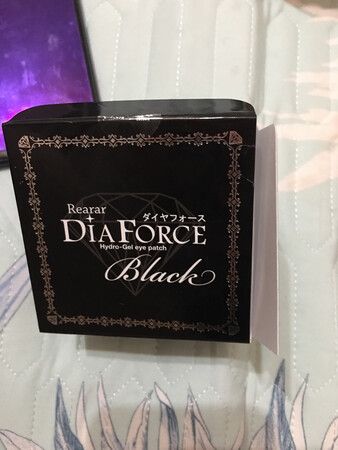 Rearar
ダイヤフォース
DIAFORCE
Hydro-Gel eye patch
Black